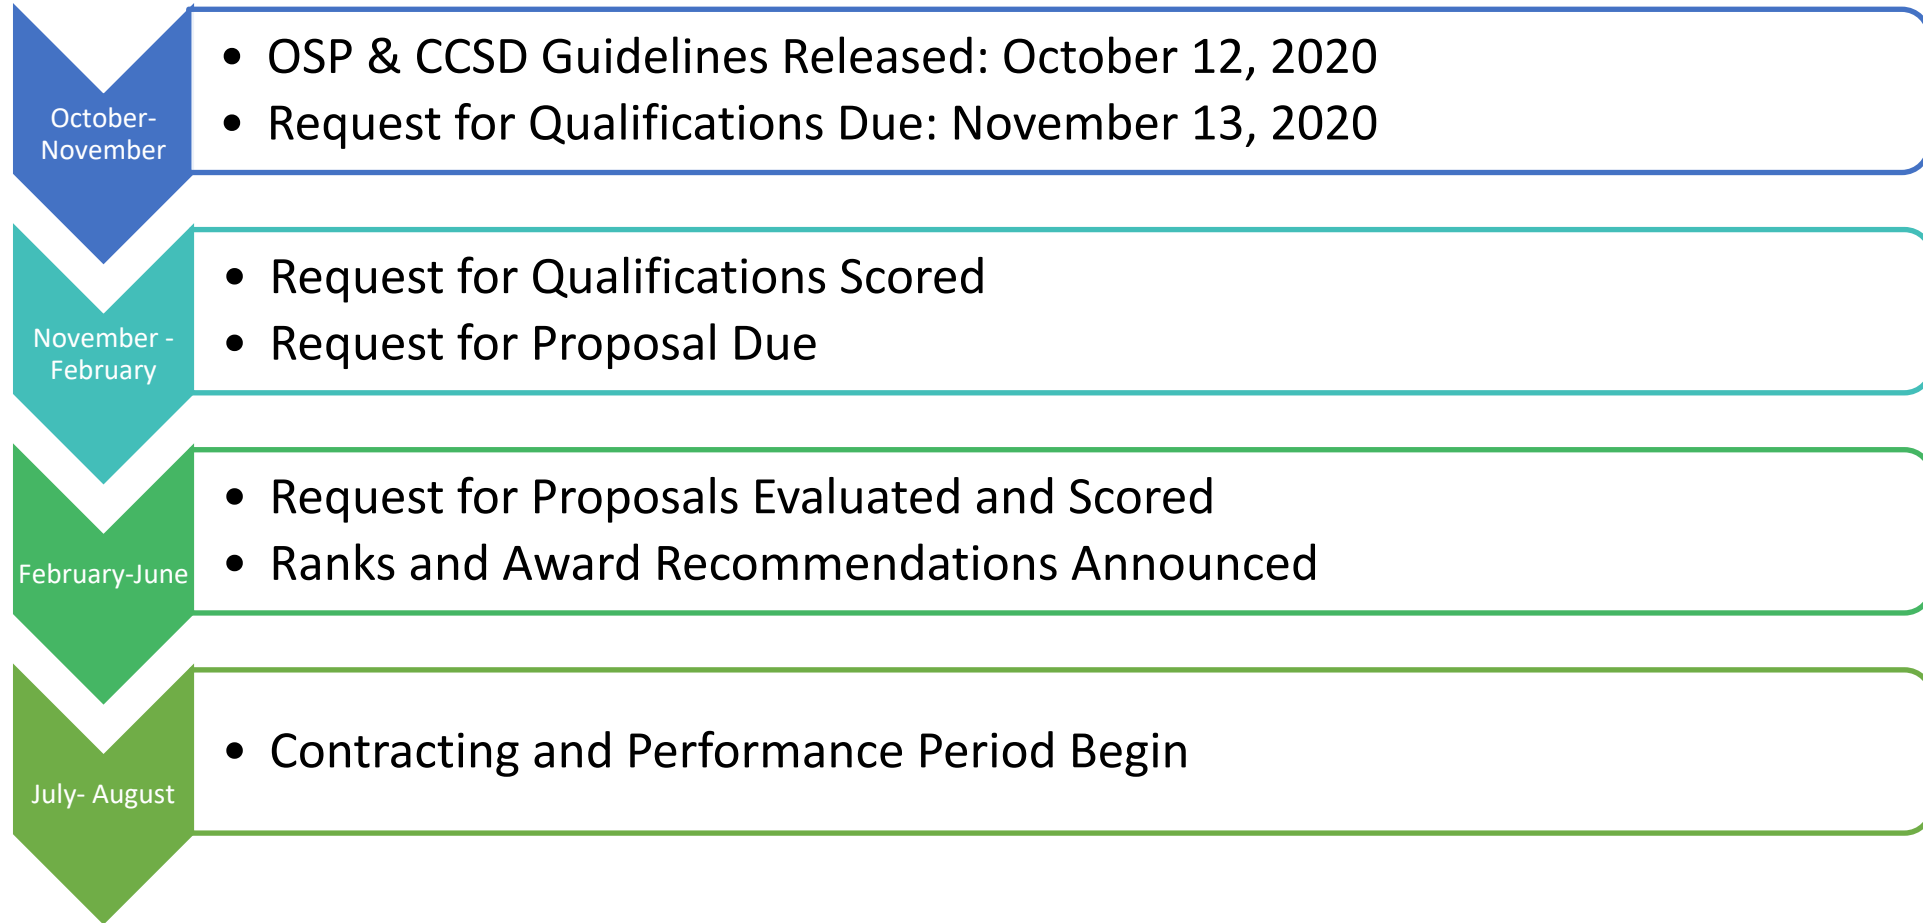 October-
November
• OSP & CCSD Guidelines Released: October 12, 2020
• Request for Qualifications Due: November 13, 2020
November -
February
• Request for Qualifications Scored
• Request for Proposal Due
February-June
• Request for Proposals Evaluated and Scored
• Ranks and Award Recommendations Announced
July- August
• Contracting and Performance Period Begin